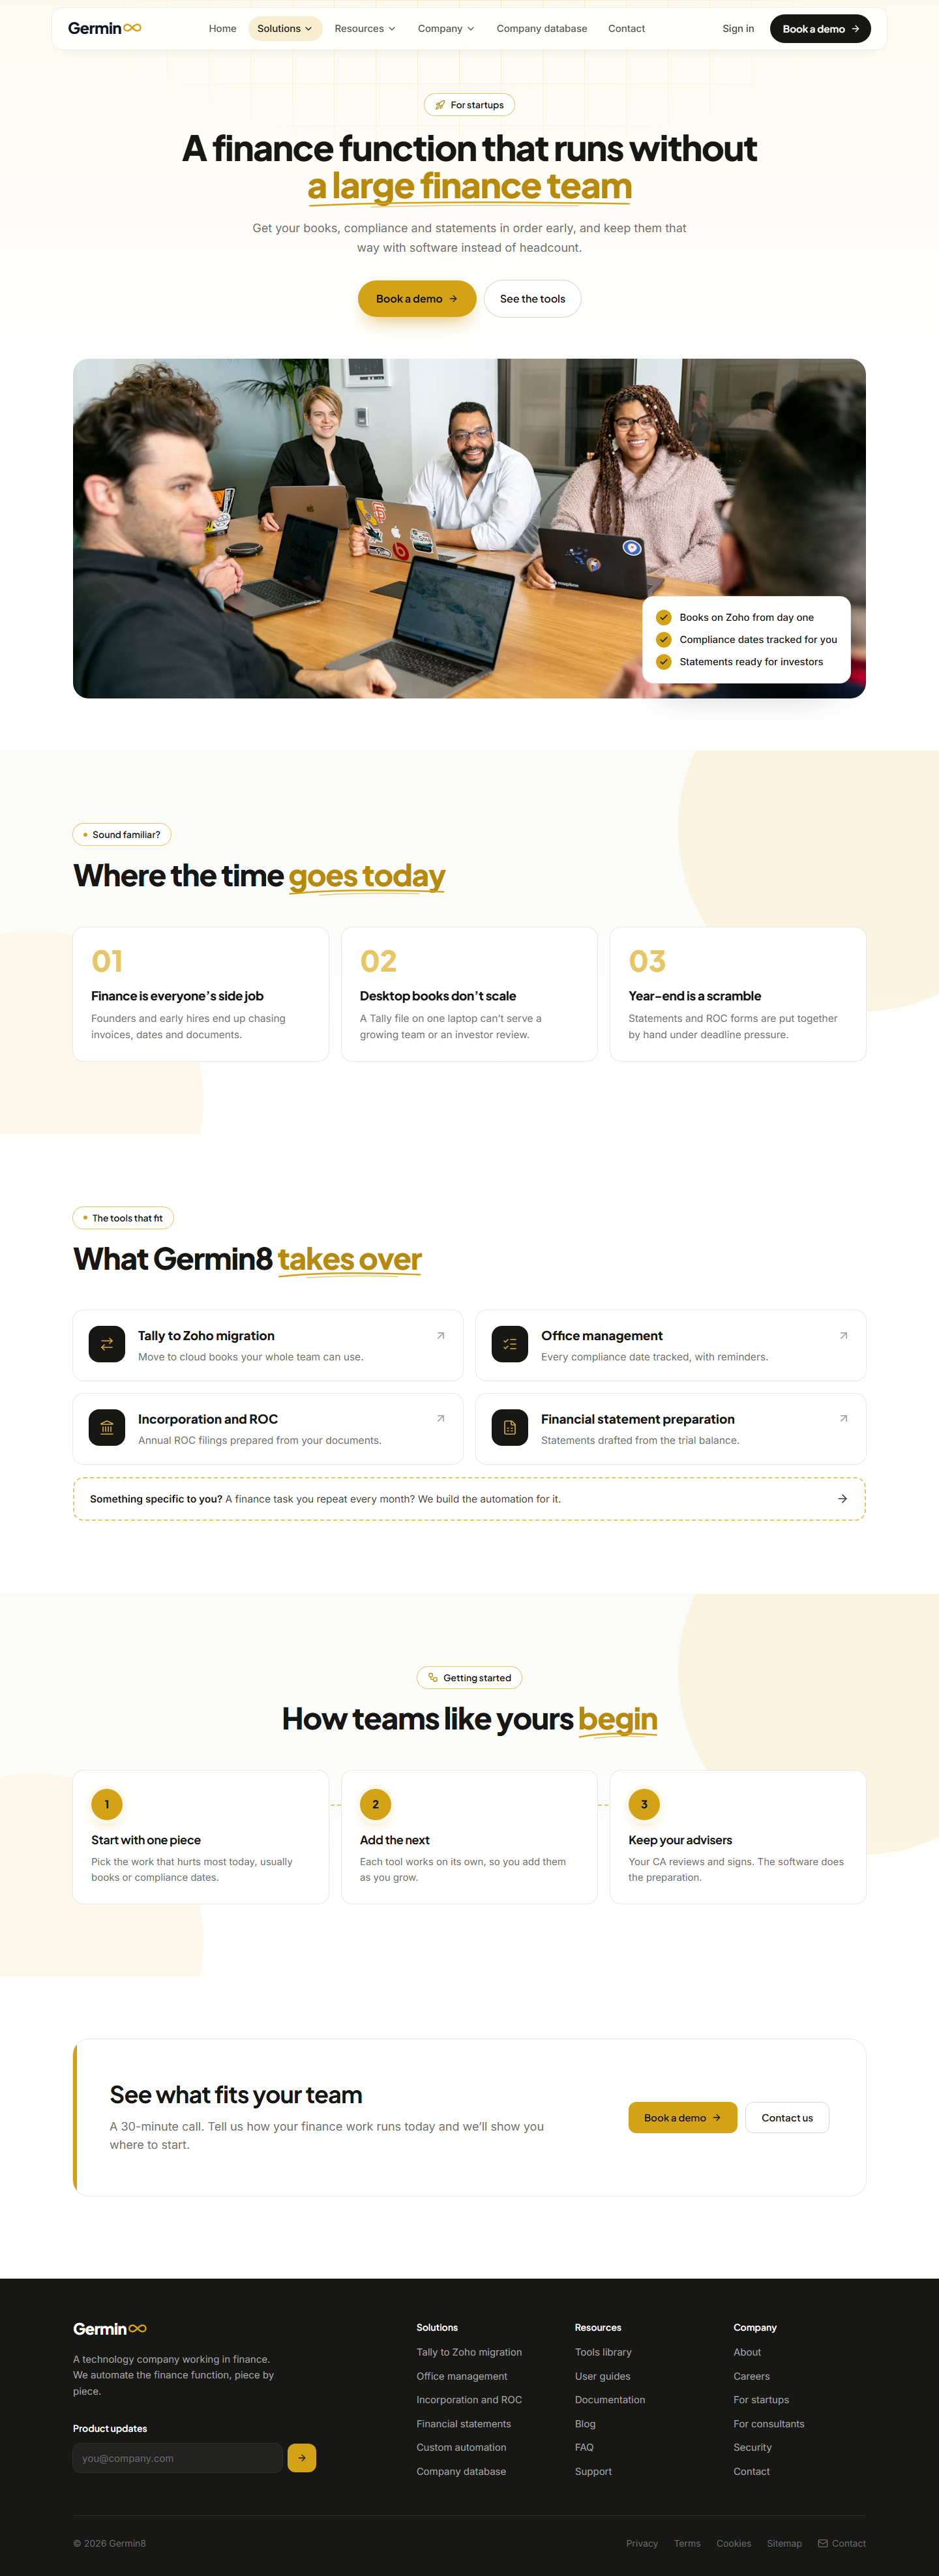 Germin
Home Solutions Resources Company Company database Contact Sign in Book a demo
For startups
A finance function that runs without
a large finance team
Get your books, compliance and statements in order early, and keep them that
way with software instead of headcount.
Book a demo See the tools
Books on Zoho from day one
Compliance dates tracked for you
Statements ready for investors
Sound familiar?
Where the time goes today
01
Finance is everyone’s side job
Founders and early hires end up chasing
invoices, dates and documents.
02
Desktop books don’t scale
A Tally file on one laptop can’t serve a
growing team or an investor review.
03
Year-end is a scramble
Statements and ROC forms are put together
by hand under deadline pressure.
The tools that fit
What Germin8 takes over
Tally to Zoho migration
Move to cloud books your whole team can use.
Office management
Every compliance date tracked, with reminders.
Incorporation and ROC
Annual ROC filings prepared from your documents.
Financial statement preparation
Statements drafted from the trial balance.
Something specific to you? A finance task you repeat every month? We build the automation for it.
Getting started
How teams like yours begin
1
Start with one piece
Pick the work that hurts most today, usually
books or compliance dates.
2
Add the next
Each tool works on its own, so you add them
as you grow.
3
Keep your advisers
Your CA reviews and signs. The software does
the preparation.
See what fits your team
A 30-minute call. Tell us how your finance work runs today and we’ll show you
where to start.
Book a demo Contact us
Germin
A technology company working in finance.
We automate the finance function, piece by
piece.
Product updates
you@company.com
Solutions
Tally to Zoho migration
Office management
Incorporation and ROC
Financial statements
Custom automation
Company database
Resources
Tools library
User guides
Documentation
Blog
FAQ
Support
Company
About
Careers
For startups
For consultants
Security
Contact
© 2026 Germin8
Privacy Terms Cookies Sitemap Contact